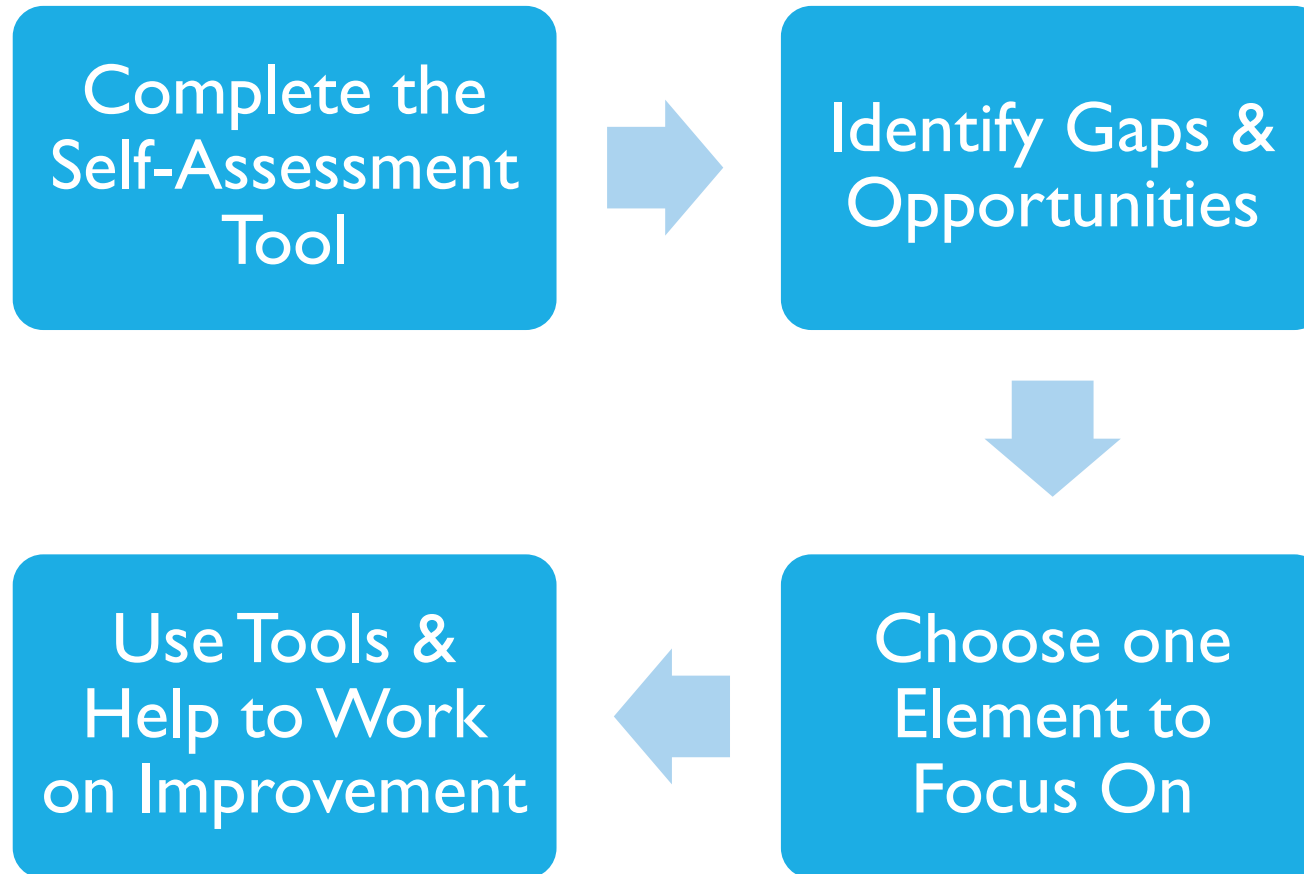 Complete the
Self-Assessment
Tool
Identify Gaps &
Opportunities
Choose one
Element to
Focus On
Use Tools &
Help to Work
on Improvement